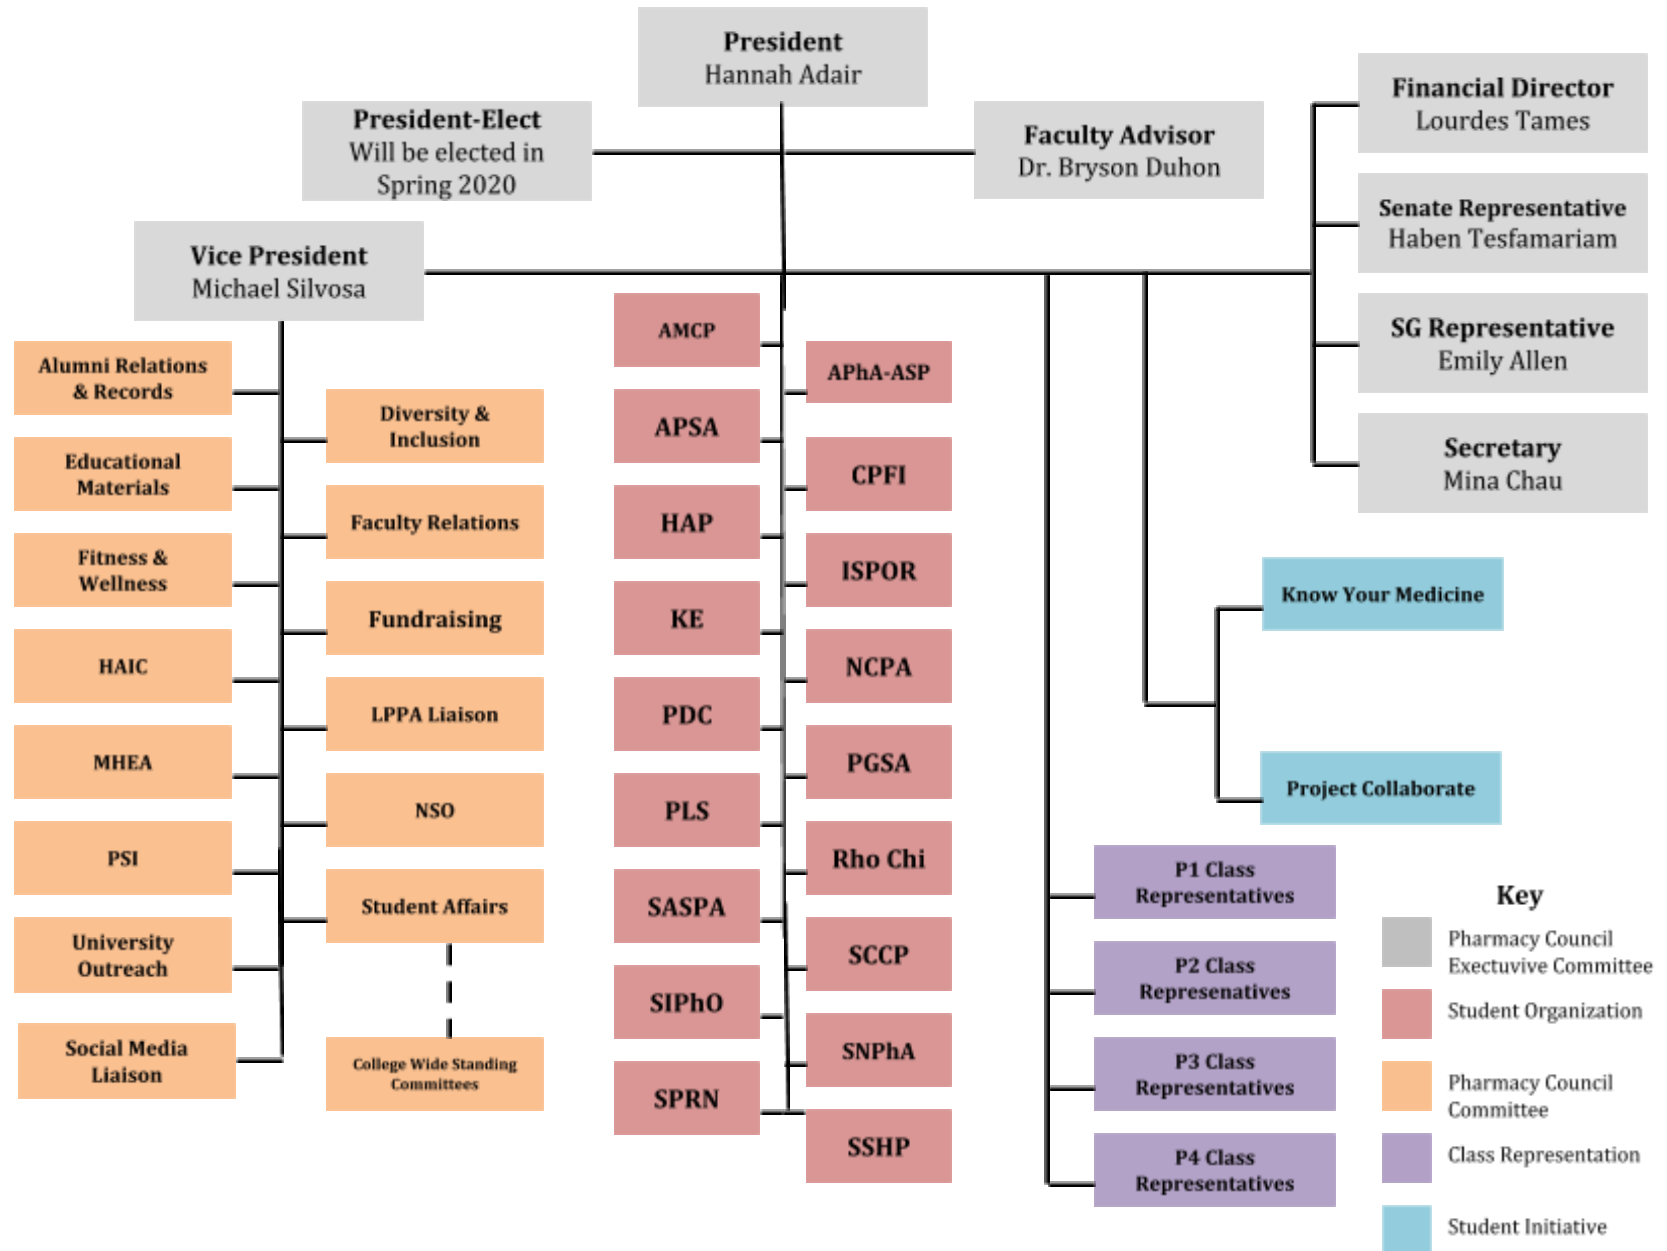 President
Hannah Adair
President-Elect
Will be elected in
Spring 2020
Faculty Advisor
Dr. Bryson Duhon
Financial Director
Lourdes Tames
Senate Representative
Haben Tesfamariam
SG Representative
Emily Allen
Secretary
Mina Chau
Vice President
Michael Silvosa
Alumni Relations
& Records
Educational
Materials
Fitness &
Wellness
HAIC
MHEA
PSI
University
Outreach
Social Media
Liaison
Diversity &
Inclusion
Faculty Relations
Fundraising
LPPA Liaison
NSO
Student Affairs
College Wide Standing
Committees
AMCP
APSA
HAP
KE
PDC
PLS
SASPA
SIPhO
SPRN
APhA-ASP
CPFI
ISPOR
NCPA
PGSA
Rho Chi
SCCP
SNPhA
SSHP
Know Your Medicine
Project Collaborate
P1 Class
Representatives
P2 Class
Represenatives
P3 Class
Representatives
P4 Class
Representatives
Key
Pharmacy Council
Exectuvive Committee
Student Organization
Pharmacy Council
Committee
Class Representation
Student Initiative